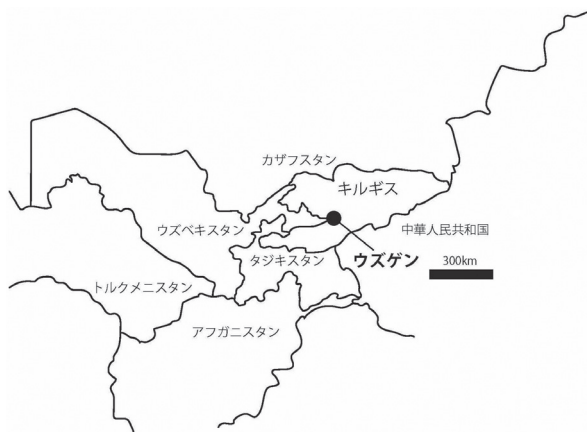 カザフスタン
キルギス
ウズベキスタン
中華人民共和国
タジキスタン
ウズゲン
300km
トルクメニスタン
アフガニスタン